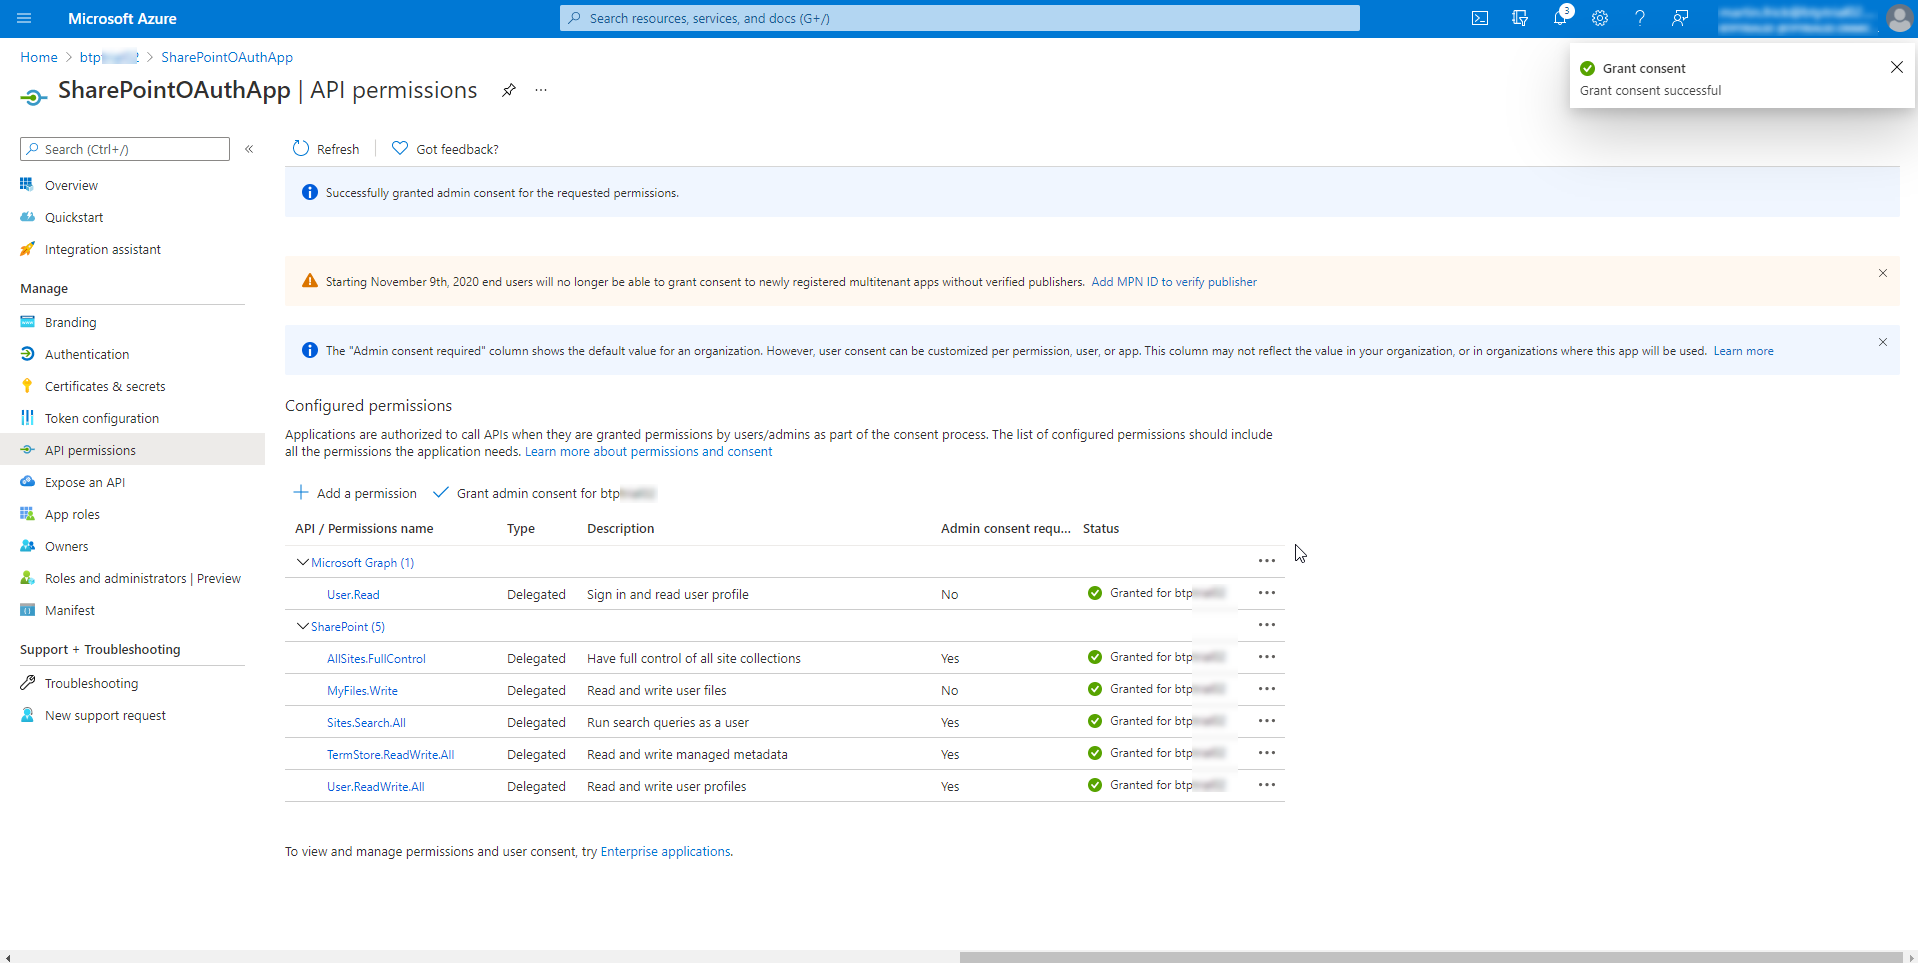 Microsoft Azure
Search resources, services, and docs (G+/)
3
Home > btp > SharePointOAuthApp
SharePointOAuthApp | API permissions
Grant consent
Grant consent successful
Search (Ctrl+/)
Refresh
Got feedback?
Overview
Quickstart
Integration assistant
Manage
Branding
Authentication
Certificates & secrets
Token configuration
API permissions
Expose an API
App roles
Owners
Roles and administrators | Preview
Manifest
Support + Troubleshooting
Troubleshooting
New support request
Successfully granted admin consent for the requested permissions.
Starting November 9th, 2020 end users will no longer be able to grant consent to newly registered multitenant apps without verified publishers. Add MPN ID to verify publisher
The "Admin consent required" column shows the default value for an organization. However, user consent can be customized per permission, user, or app. This column may not reflect the value in your organization, or in organizations where this app will be used. Learn more
Configured permissions
Applications are authorized to call APIs when they are granted permissions by users/admins as part of the consent process. The list of configured permissions should include
all the permissions the application needs. Learn more about permissions and consent
Add a permission
Grant admin consent for btp
API / Permissions name Type Description Admin consent requ... Status
Microsoft Graph (1)
User.Read Delegated Sign in and read user profile No Granted for btp
SharePoint (5)
AllSites.FullControl Delegated Have full control of all site collections Yes Granted for btp
MyFiles.Write Delegated Read and write user files No Granted for btp
Sites.Search.All Delegated Run search queries as a user Yes Granted for btp
TermStore.ReadWrite.All Delegated Read and write managed metadata Yes Granted for btp
User.ReadWrite.All Delegated Read and write user profiles Yes Granted for btp
To view and manage permissions and user consent, try Enterprise applications.